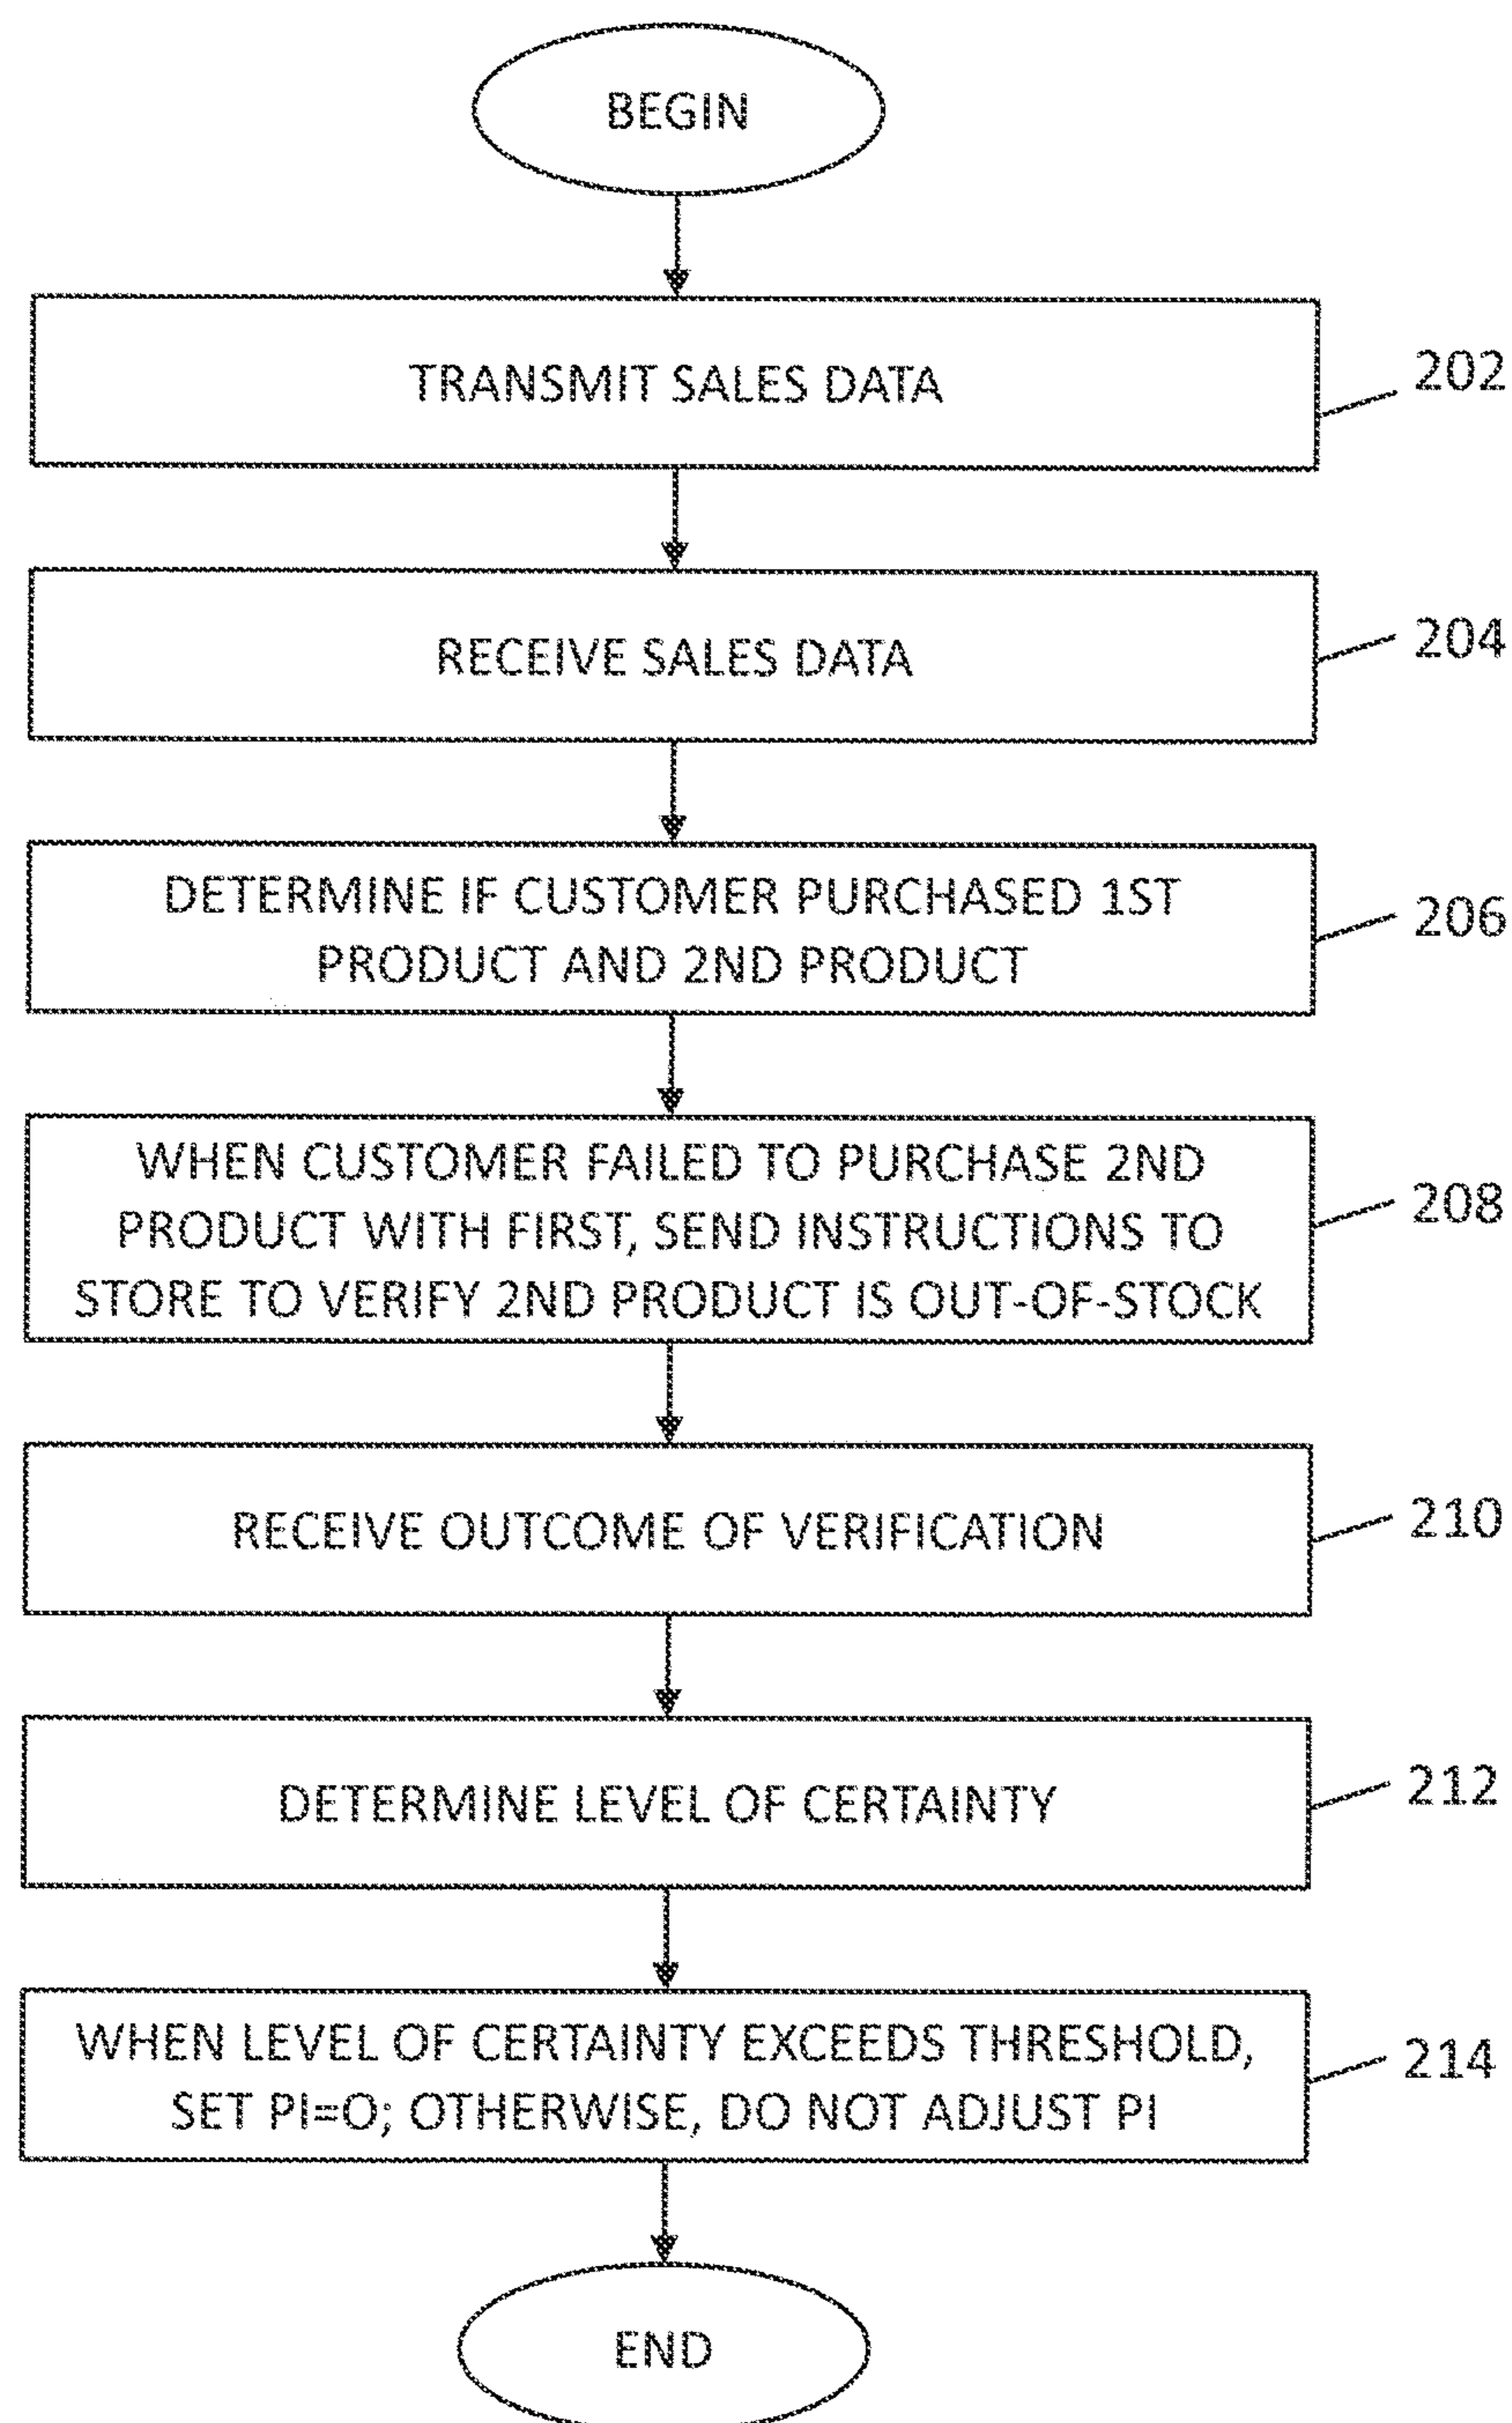 BEGIN
TRANSMIT SALES DATA
202
RECEIVE SALES DATA
204
DETERMINE IF CUSTOMER PURCHASED 1ST
PRODUCT AND 2ND PRODUCT
206
WHEN CUSTOMER FAILED TO PURCHASE 2ND
PRODUCT WITH FIRST, SEND INSTRUCTIONS TO
STORE TO VERIFY 2ND PRODUCT IS OUT-OF-STOCK
208
RECEIVE OUTCOME OF VERIFICATION
210
DETERMINE LEVEL OF CERTAINTY
212
WHEN LEVEL OF CERTAINTY EXCEEDS THRESHOLD,
SET PI=O; OTHERWISE, DO NOT ADJUST PI
214
END